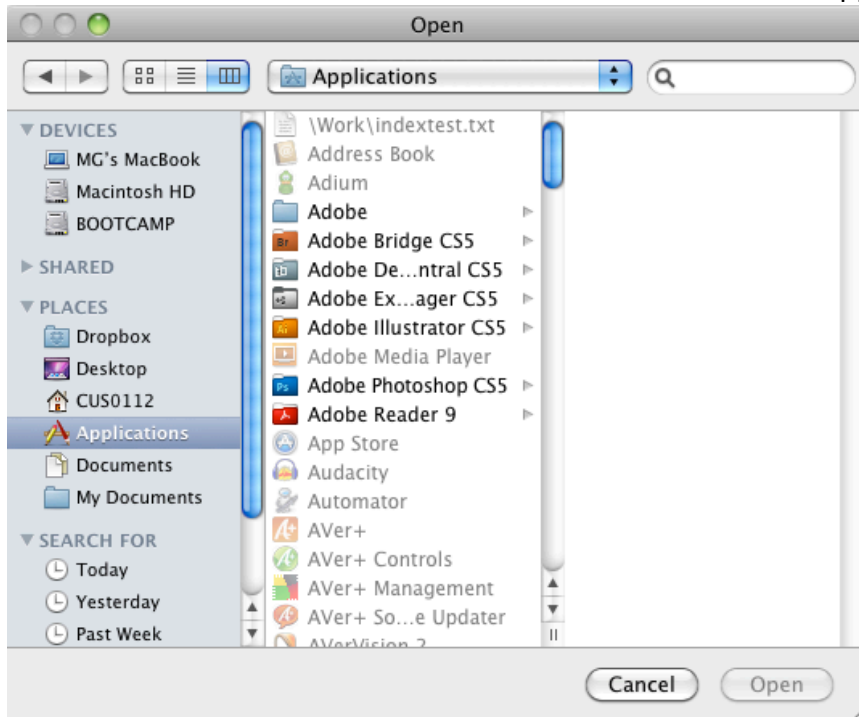 Open
Applications
DEVICES
MG's MacBook
Macintosh HD
BOOTCAMP
SHARED
PLACES
Dropbox
Desktop
CUS0112
Applications
Documents
My Documents
SEARCH FOR
Today
Yesterday
Past Week
\Work\indextest.txt
Address Book
Adium
Adobe
Adobe Bridge CS5
Adobe De...ntral CS5
Adobe Ex...ager CS5
Adobe Illustrator CS5
Adobe Media Player
Adobe Photoshop CS5
Adobe Reader 9
App Store
Audacity
Automator
AVer+
AVer+ Controls
AVer+ Management
AVer+ So...e Updater
AVerVision 2
Cancel
Open